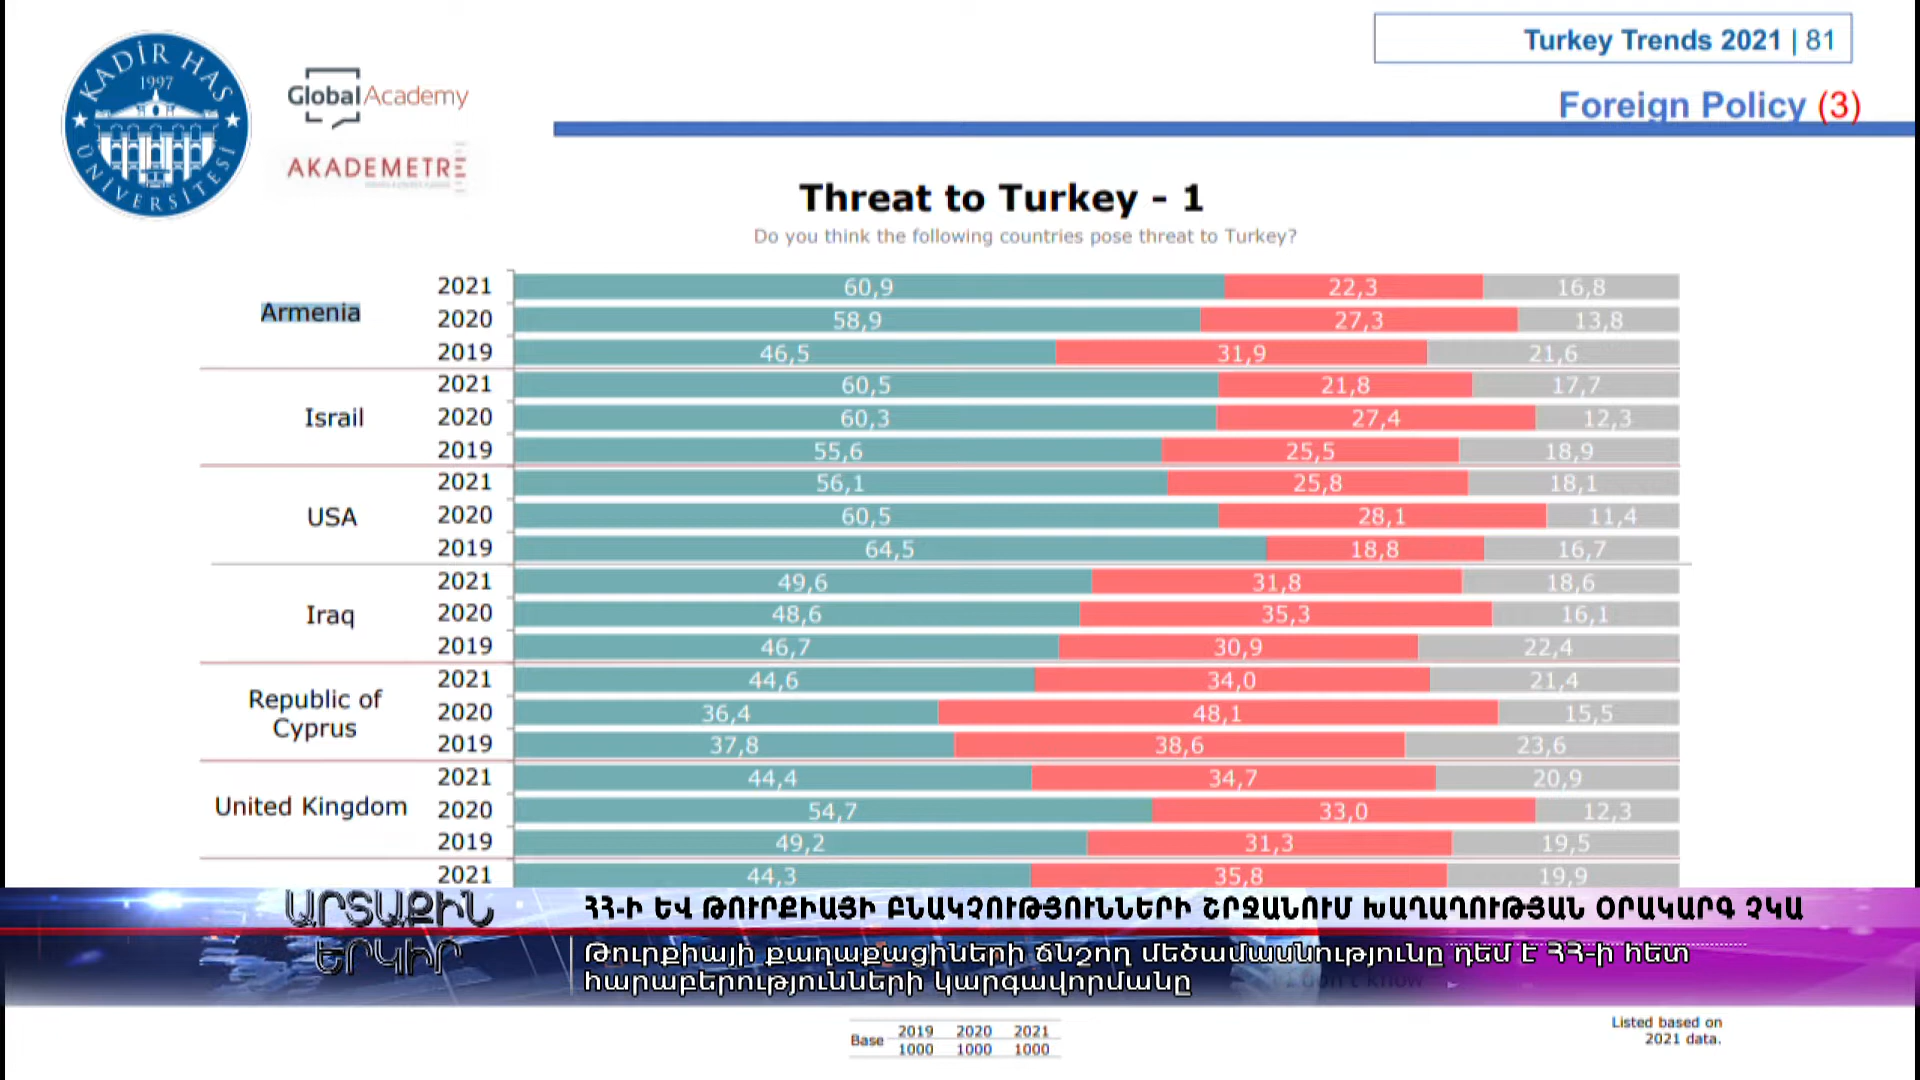 KADİR HAS
1997
ÜNİVERSİTESİ
GlobalAcademy
AKADEMETRE
Turkey Trends 2021 | 81
Foreign Policy (3)
Threat to Turkey - 1
Do you think the following countries pose threat to Turkey?
Armenia
2021 60,9 22,3 16,8
2020 58,9 27,3 13,8
2019 46,5 31,9 21,6
Israil
2021 60,5 21,8 17,7
2020 60,3 27,4 12,3
2019 55,6 25,5 18,9
USA
2021 56,1 25,8 18,1
2020 60,5 28,1 11,4
2019 64,5 18,8 16,7
Iraq
2021 49,6 31,8 18,6
2020 48,6 35,3 16,1
2019 46,7 30,9 22,4
Republic of
Cyprus
2021 44,6 34,0 21,4
2020 36,4 48,1 15,5
2019 37,8 38,6 23,6
United Kingdom
2021 44,4 34,7 20,9
2020 54,7 33,0 12,3
2019 49,2 31,3 19,5
2021 44,3 35,8 19,9
ԱՐՏԱՔԻՆ
ԵՐԿԻՐ
ՀՀ-Ի ԵՎ ԹՈՒՐՔԻԱՅԻ ԲՆԱԿՉՈՒԹՅՈՒՆՆԵՐԻ ՇՐՋԱՆՈՒՄ ԽԱՂԱՂՈՒԹՅԱՆ ՕՐԱԿԱՐԳ ՉԿԱ
Թուրքիայի քաղաքացիների ճնշող մեծամասնությունը դեմ է ՀՀ-ի հետ
հարաբերությունների կարգավորմանը
Don't know
Base 2019 2020 2021
1000 1000 1000
Listed based on
2021 data.